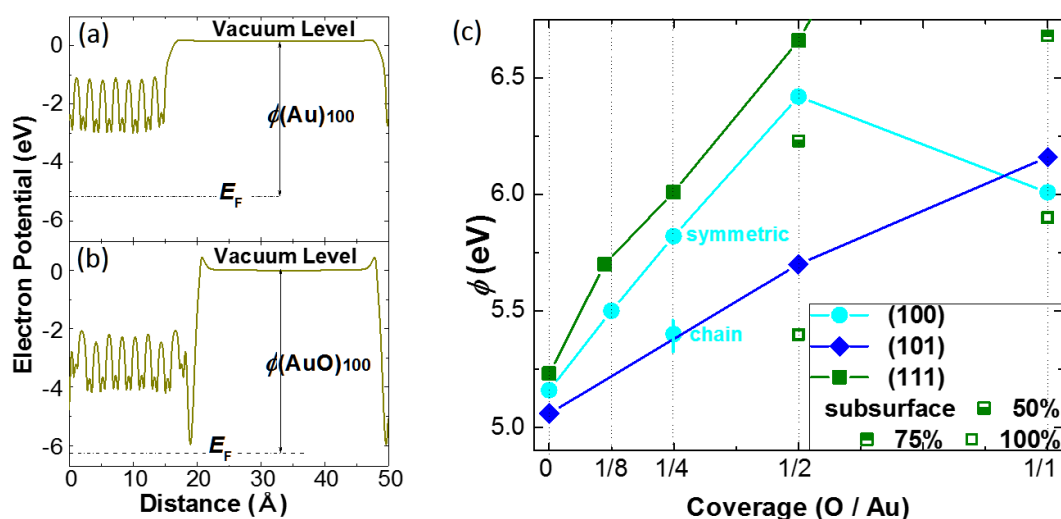 (a)
Vacuum Level
0
-2
-4
-6
ϕ(Au)100
EF
(b)
Vacuum Level
0
-2
-4
-6
ϕ(AuO)100
EF
0 10 20 30 40 50
Distance (Å)
Electron Potential (eV)
(c)
6.5
6.0
5.5
5.0
ϕ (eV)
symmetric
chain
(100)
(101)
(111)
subsurface 50%
75% 100%
0 1/8 1/4 1/2 1/1
Coverage (O / Au)